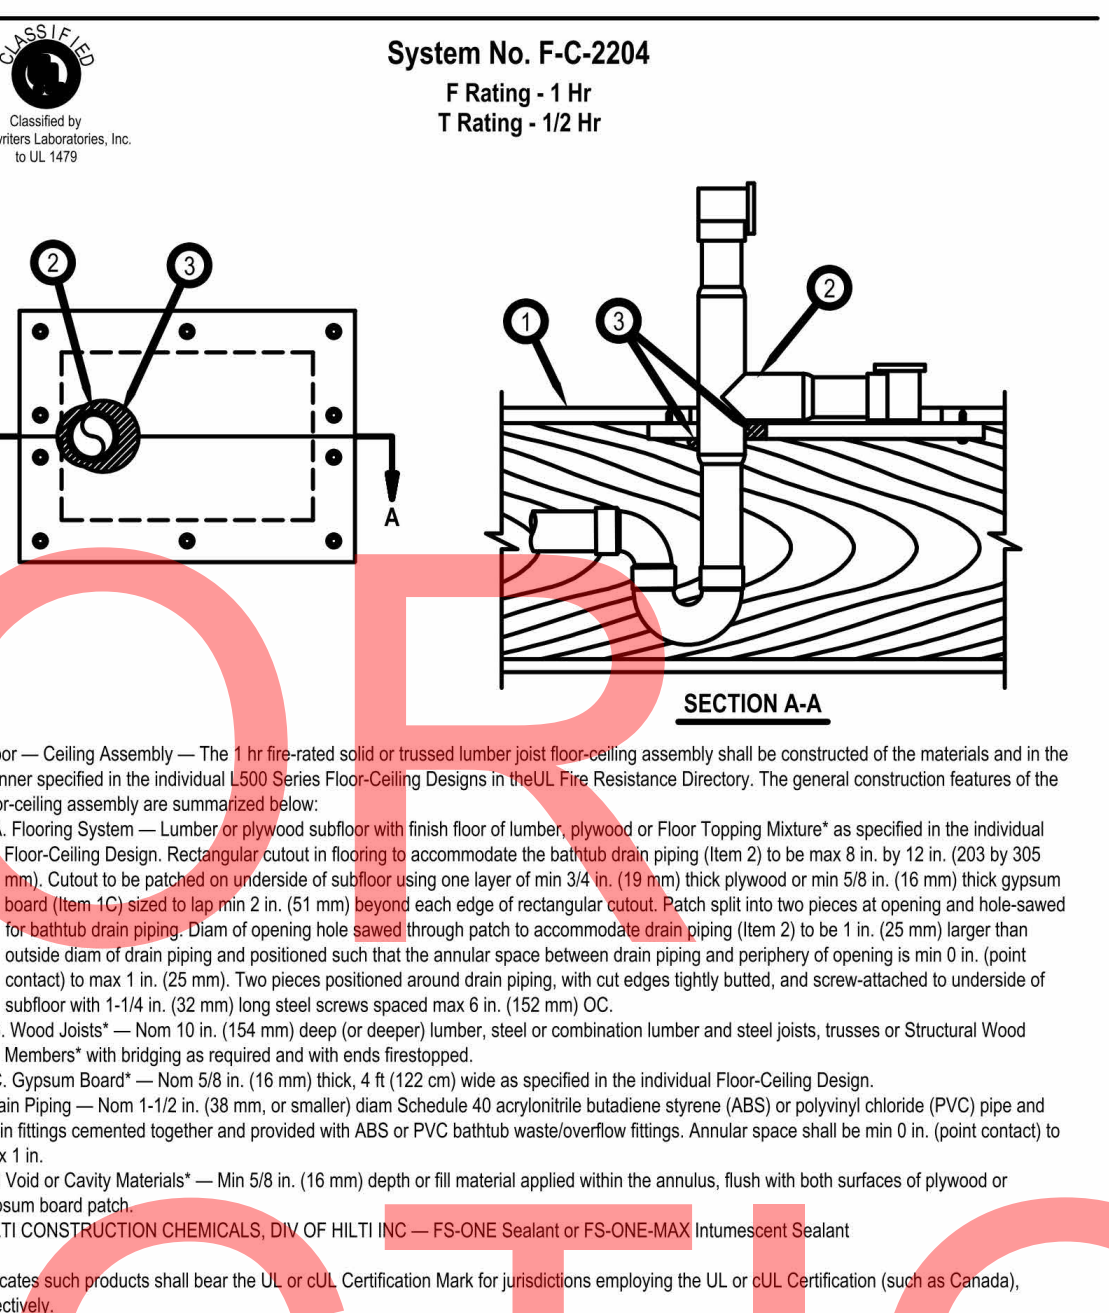 System No. F-C-2204
F Rating - 1 Hr
T Rating - 1/2 Hr
CLASSIFIED
UL
Classified by
riters Laboratories, Inc.
to UL 1479
2
3
A
1
3
2
SECTION A-A
or — Ceiling Assembly — The 1 hr fire-rated solid or trussed lumber joist floor-ceiling assembly shall be constructed of the materials and in the
nner specified in the individual L500 Series Floor-Ceiling Designs in theUL Fire Resistance Directory. The general construction features of the
or-ceiling assembly are summarized below:
. Flooring System — Lumber or plywood subfloor with finish floor of lumber, plywood or Floor Topping Mixture* as specified in the individual
Floor-Ceiling Design. Rectangular cutout in flooring to accommodate the bathtub drain piping (Item 2) to be max 8 in. by 12 in. (203 by 305
mm). Cutout to be patched on underside of subfloor using one layer of min 3/4 in. (19 mm) thick plywood or min 5/8 in. (16 mm) thick gypsum
board (Item 1C) sized to lap min 2 in. (51 mm) beyond each edge of rectangular cutout. Patch split into two pieces at opening and hole-sawed
for bathtub drain piping. Diam of opening hole sawed through patch to accommodate drain piping (Item 2) to be 1 in. (25 mm) larger than
outside diam of drain piping and positioned such that the annular space between drain piping and periphery of opening is min 0 in. (point
contact) to max 1 in. (25 mm). Two pieces positioned around drain piping, with cut edges tightly butted, and screw-attached to underside of
subfloor with 1-1/4 in. (32 mm) long steel screws spaced max 6 in. (152 mm) OC.
. Wood Joists* — Nom 10 in. (154 mm) deep (or deeper) lumber, steel or combination lumber and steel joists, trusses or Structural Wood
Members* with bridging as required and with ends firestopped.
C. Gypsum Board* — Nom 5/8 in. (16 mm) thick, 4 ft (122 cm) wide as specified in the individual Floor-Ceiling Design.
ain Piping — Nom 1-1/2 in. (38 mm, or smaller) diam Schedule 40 acrylonitrile butadiene styrene (ABS) or polyvinyl chloride (PVC) pipe and
in fittings cemented together and provided with ABS or PVC bathtub waste/overflow fittings. Annular space shall be min 0 in. (point contact) to
x 1 in.
Void or Cavity Materials* — Min 5/8 in. (16 mm) depth or fill material applied within the annulus, flush with both surfaces of plywood or
sum board patch.
TI CONSTRUCTION CHEMICALS, DIV OF HILTI INC — FS-ONE Sealant or FS-ONE-MAX Intumescent Sealant
cates such products shall bear the UL or cUL Certification Mark for jurisdictions employing the UL or cUL Certification (such as Canada),
ectively.
OR
CTIO